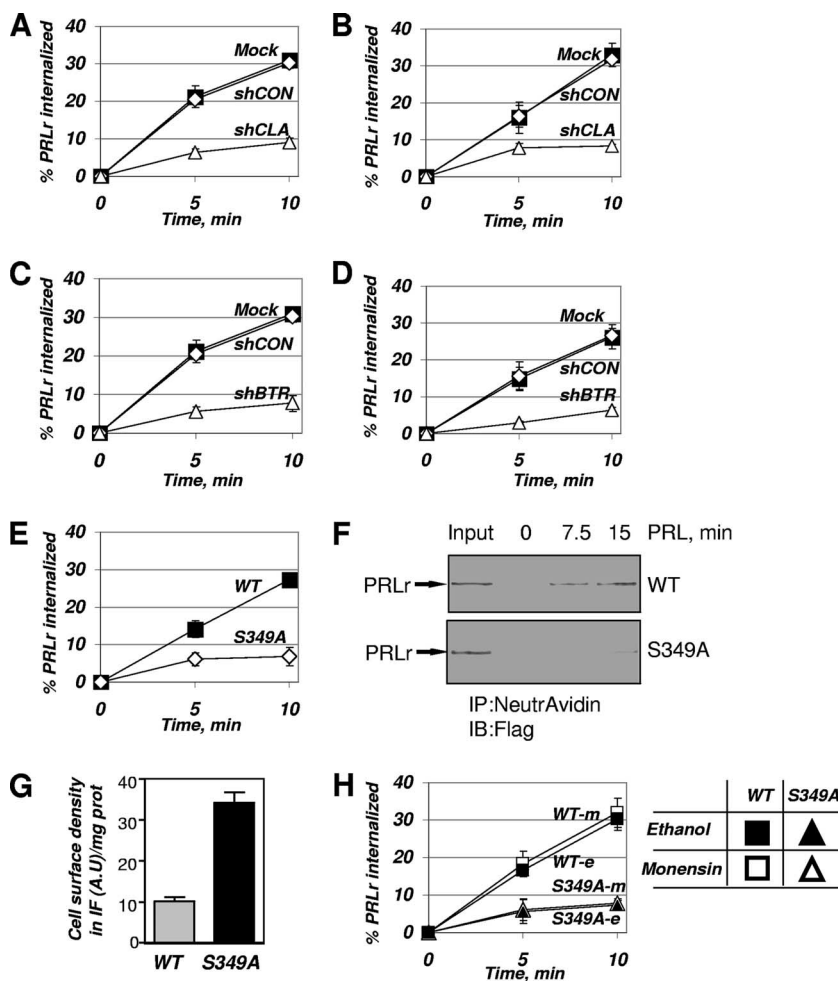 A
% PRLr internalized
40
30
20
10
0
Mock
shCON
shCLA
0 5 10
Time, min
B
% PRLr internalized
40
30
20
10
0
Mock
shCON
shCLA
0 5 10
Time, min
C
% PRLr internalized
40
30
20
10
0
Mock
shCON
shBTR
0 5 10
Time, min
D
% PRLr internalized
40
30
20
10
0
Mock
shCON
shBTR
0 5 10
Time, min
E
% PRLr internalized
40
30
20
10
0
WT
S349A
0 5 10
Time, min
F
Input 0 7.5 15 PRL, min
PRLr WT
PRLr S349A
IP:NeutrAvidin
IB:Flag
G
Cell surface density
in IF (A.U)/mg prot
40
30
20
10
0
WT S349A
H
% PRLr internalized
40
30
20
10
0
WT-m
WT-e
S349A-m
S349A-e
0 5 10
Time, min
WT S349A
Ethanol
Monensin